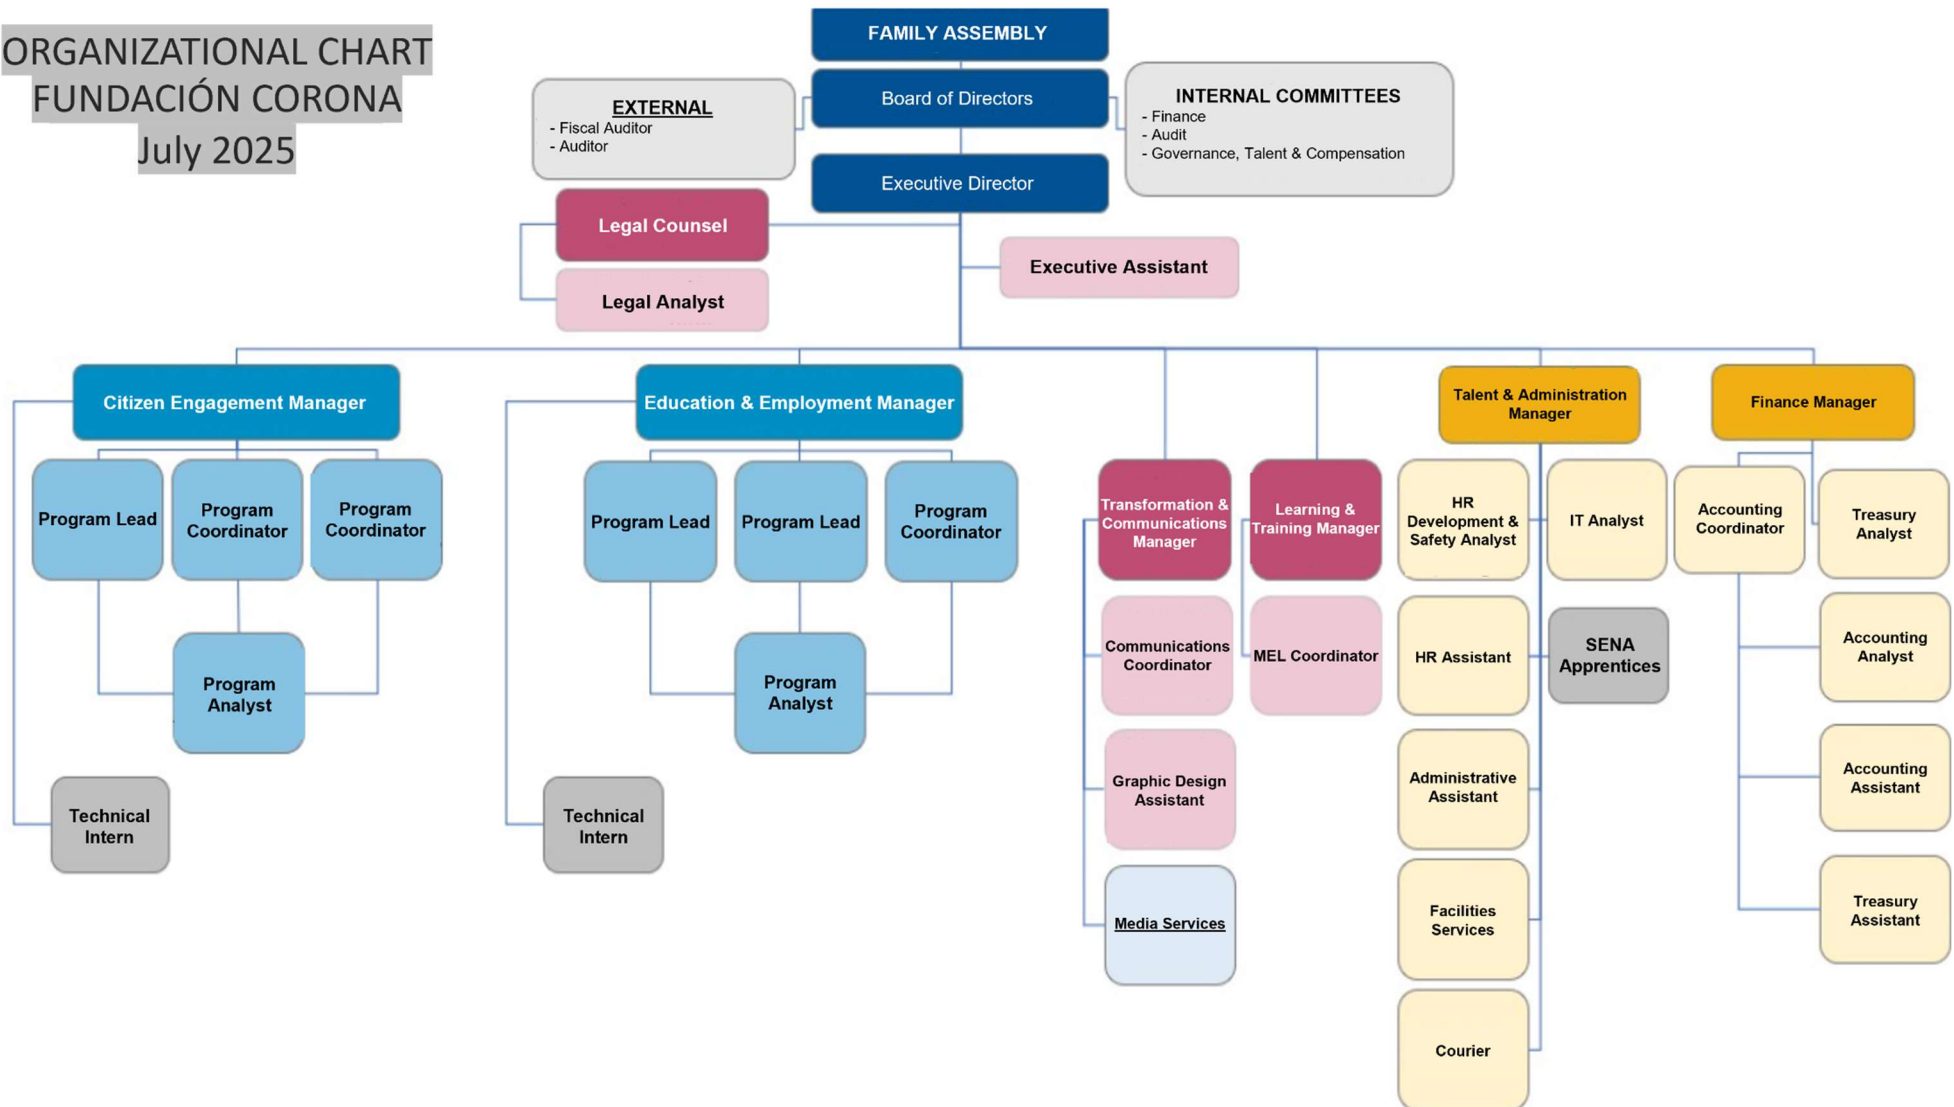 ORGANIZATIONAL CHART
FUNDACIÓN CORONA
July 2025
FAMILY ASSEMBLY
Board of Directors
EXTERNAL
- Fiscal Auditor
- Auditor
INTERNAL COMMITTEES
- Finance
- Audit
- Governance, Talent & Compensation
Executive Director
Legal Counsel
Executive Assistant
Legal Analyst
Citizen Engagement Manager
Education & Employment Manager
Talent & Administration
Manager
Finance Manager
Program Lead
Program
Coordinator
Program
Coordinator
Program Lead
Program Lead
Program
Coordinator
Transformation &
Communications
Manager
Learning &
Training Manager
HR
Development &
Safety Analyst
IT Analyst
Accounting
Coordinator
Treasury
Analyst
Program
Analyst
Program
Analyst
Communications
Coordinator
MEL Coordinator
HR Assistant
SENA
Apprentices
Accounting
Analyst
Technical
Intern
Technical
Intern
Graphic Design
Assistant
Administrative
Assistant
Accounting
Assistant
Media Services
Facilities
Services
Treasury
Assistant
Courier